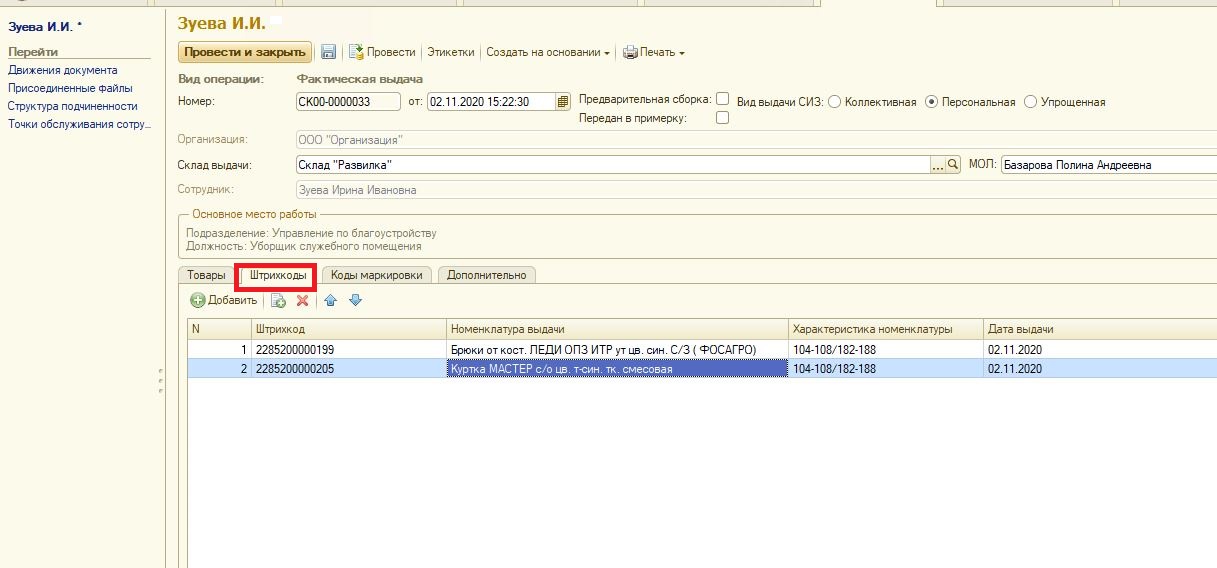 Зуева И.И. *
Перейти
Движения документа
Присоединенные файлы
Структура подчиненности
Точки обслуживания сотру...
Зуева И.И.
Провести и закрыть Провести Этикетки Создать на основании Печать
Вид операции: Фактическая выдача
Номер: СК00-0000033 от: 02.11.2020 15:22:30 Предварительная сборка: Вид выдачи СИЗ: Коллективная Персональная Упрощенная
Передан в примерку:
Организация: ООО "Организация"
Склад выдачи: Склад "Развилка" ... МОЛ: Базарова Полина Андреевна
Сотрудник: Зуева Ирина Ивановна
Основное место работы
Подразделение: Управление по благоустройству
Должность: Уборщик служебного помещения
Товары Штрихкоды Коды маркировки Дополнительно
Добавить
N Штрихкод Номенклатура выдачи Характеристика номенклатуры Дата выдачи
1 2285200000199 Брюки от кост. ЛЕДИ ОПЗ ИТР ут цв. син. С/З ( ФОСАГРО) 104-108/182-188 02.11.2020
2 2285200000205 Куртка МАСТЕР с/о цв. т-син. тк. смесовая 104-108/182-188 02.11.2020